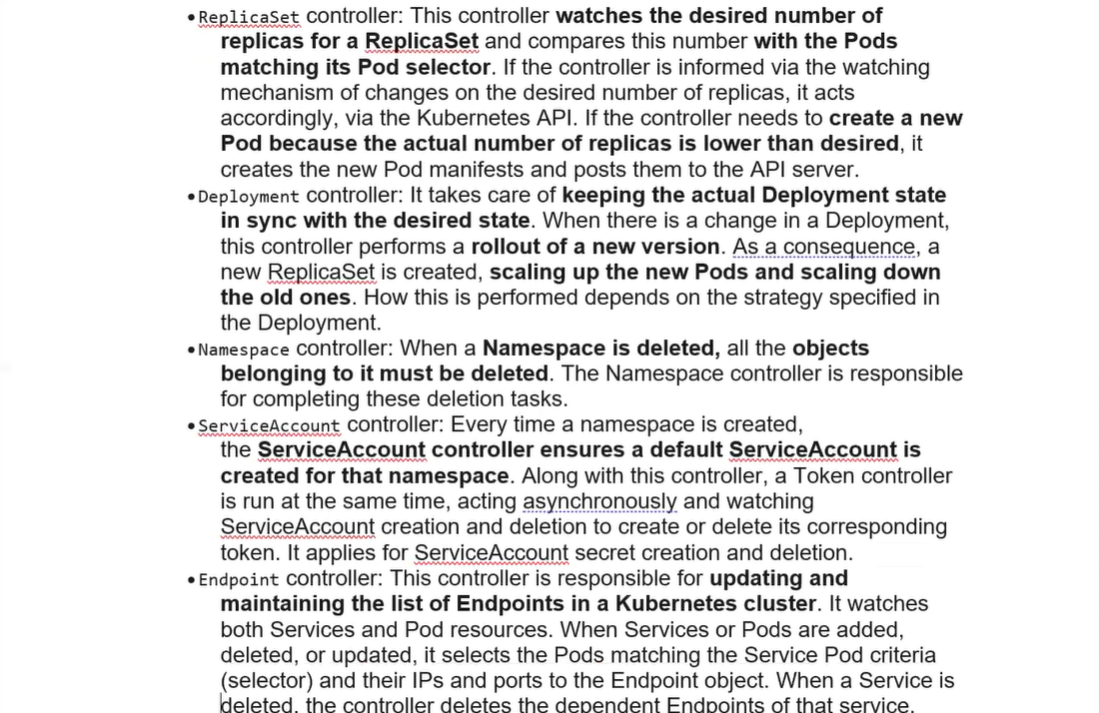 • ReplicaSet controller: This controller watches the desired number of
replicas for a ReplicaSet and compares this number with the Pods
matching its Pod selector. If the controller is informed via the watching
mechanism of changes on the desired number of replicas, it acts
accordingly, via the Kubernetes API. If the controller needs to create a new
Pod because the actual number of replicas is lower than desired, it
creates the new Pod manifests and posts them to the API server.
• Deployment controller: It takes care of keeping the actual Deployment state
in sync with the desired state. When there is a change in a Deployment,
this controller performs a rollout of a new version. As a consequence, a
new ReplicaSet is created, scaling up the new Pods and scaling down
the old ones. How this is performed depends on the strategy specified in
the Deployment.
• Namespace controller: When a Namespace is deleted, all the objects
belonging to it must be deleted. The Namespace controller is responsible
for completing these deletion tasks.
• ServiceAccount controller: Every time a namespace is created,
the ServiceAccount controller ensures a default ServiceAccount is
created for that namespace. Along with this controller, a Token controller
is run at the same time, acting asynchronously and watching
ServiceAccount creation and deletion to create or delete its corresponding
token. It applies for ServiceAccount secret creation and deletion.
• Endpoint controller: This controller is responsible for updating and
maintaining the list of Endpoints in a Kubernetes cluster. It watches
both Services and Pod resources. When Services or Pods are added,
deleted, or updated, it selects the Pods matching the Service Pod criteria
(selector) and their IPs and ports to the Endpoint object. When a Service is
deleted, the controller deletes the dependent Endpoints of that service.